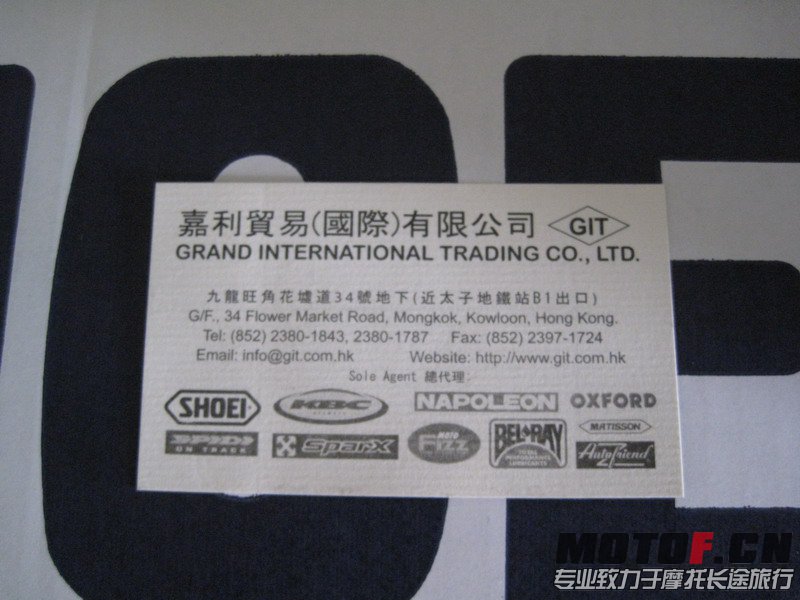 嘉利貿易(國際)有限公司 GIT
GRAND INTERNATIONAL TRADING CO., LTD.
九龍旺角花墟道34號地下(近太子地鐵站B1出口)
G/F., 34 Flower Market Road, Mongkok, Kowloon, Hong Kong.
Tel: (852) 2380-1843, 2380-1787 Fax: (852) 2397-1724
Email: info@git.com.hk Website: http://www.git.com.hk
Sole Agent 總代理:
SHOEI KBC NAPOLEON OXFORD
SPIDI ON TRACK Sparx MOTO FIZZ BEL-RAY TOTAL PERFORMANCE LUBRICANTS MATISSON
Autofriend
MOTOF.CN
专业致力于摩托长途旅行